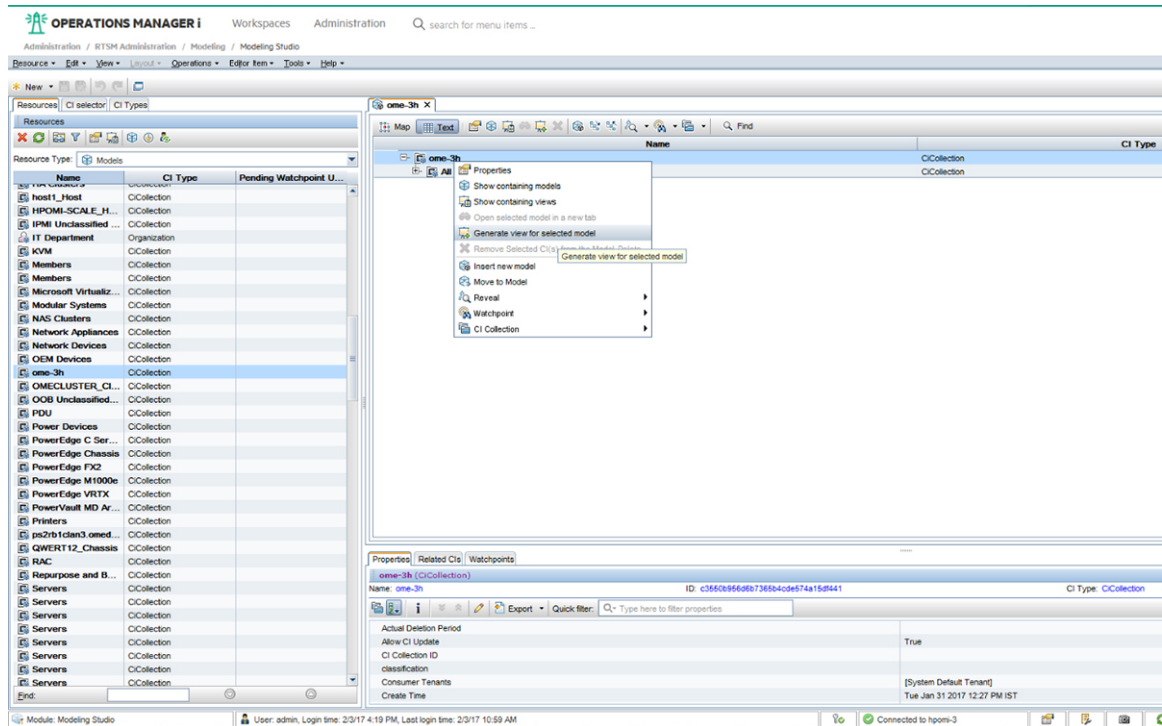 OPERATIONS MANAGER i Workspaces Administration search for menu items ...
Administration / RTSM Administration / Modeling / Modeling Studio
Resource Edit View Layout Operations Editor Item Tools Help
New
Resources CI selector CI Types ome-3h X
Resources
Map Text Find
Resource Type: Models
Name CI Type
Name CI Type Pending Watchpoint U...
ome-3h CiCollection
All CiCollection
HA Clusters CiCollection
host1_Host CiCollection
HPOMI-SCALE_H... CiCollection
IPMI Unclassified ... CiCollection
IT Department Organization
KVM CiCollection
Members CiCollection
Members CiCollection
Microsoft Virtualiz... CiCollection
Modular Systems CiCollection
NAS Clusters CiCollection
Network Appliances CiCollection
Network Devices CiCollection
OEM Devices CiCollection
ome-3h CiCollection
OMECLUSTER_CI... CiCollection
OOB Unclassified... CiCollection
PDU CiCollection
Power Devices CiCollection
PowerEdge C Ser... CiCollection
PowerEdge Chassis CiCollection
PowerEdge FX2 CiCollection
PowerEdge M1000e CiCollection
PowerEdge VRTX CiCollection
PowerVault MD Ar... CiCollection
Printers CiCollection
ps2rb1clan3.omed... CiCollection
QWERT12_Chassis CiCollection
RAC CiCollection
Repurpose and B... CiCollection
Servers CiCollection
Servers CiCollection
Servers CiCollection
Servers CiCollection
Servers CiCollection
Servers CiCollection
Servers CiCollection
Find:
Properties
Show containing models
Show containing views
Open selected model in a new tab
Generate view for selected model
Remove Selected CI(s) from the Model
Generate view for selected model
Insert new model
Move to Model
Reveal
Watchpoint
CI Collection
Properties Related CIs Watchpoints
ome-3h (CiCollection)
Name: ome-3h ID: c3550b956d6b7365b4cde574a15df441 CI Type: CiCollection
Export Quick filter: Type here to filter properties
Actual Deletion Period
Allow CI Update True
CI Collection ID
classification
Consumer Tenants [System Default Tenant]
Create Time Tue Jan 31 2017 12:27 PM IST
Module: Modeling Studio User: admin, Login time: 2/3/17 4:19 PM, Last login time: 2/3/17 10:59 AM Connected to hpomi-3